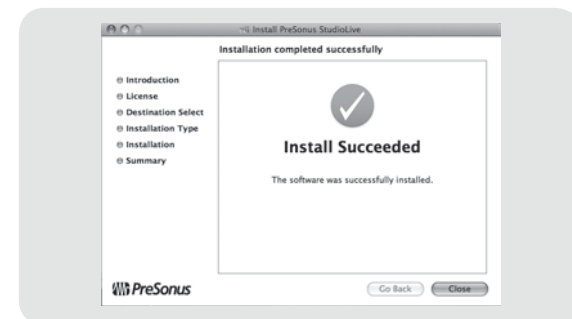 Install PreSonus StudioLive
Installation completed successfully
Introduction
License
Destination Select
Installation Type
Installation
Summary
Install Succeeded
The software was successfully installed.
PreSonus
Go Back
Close